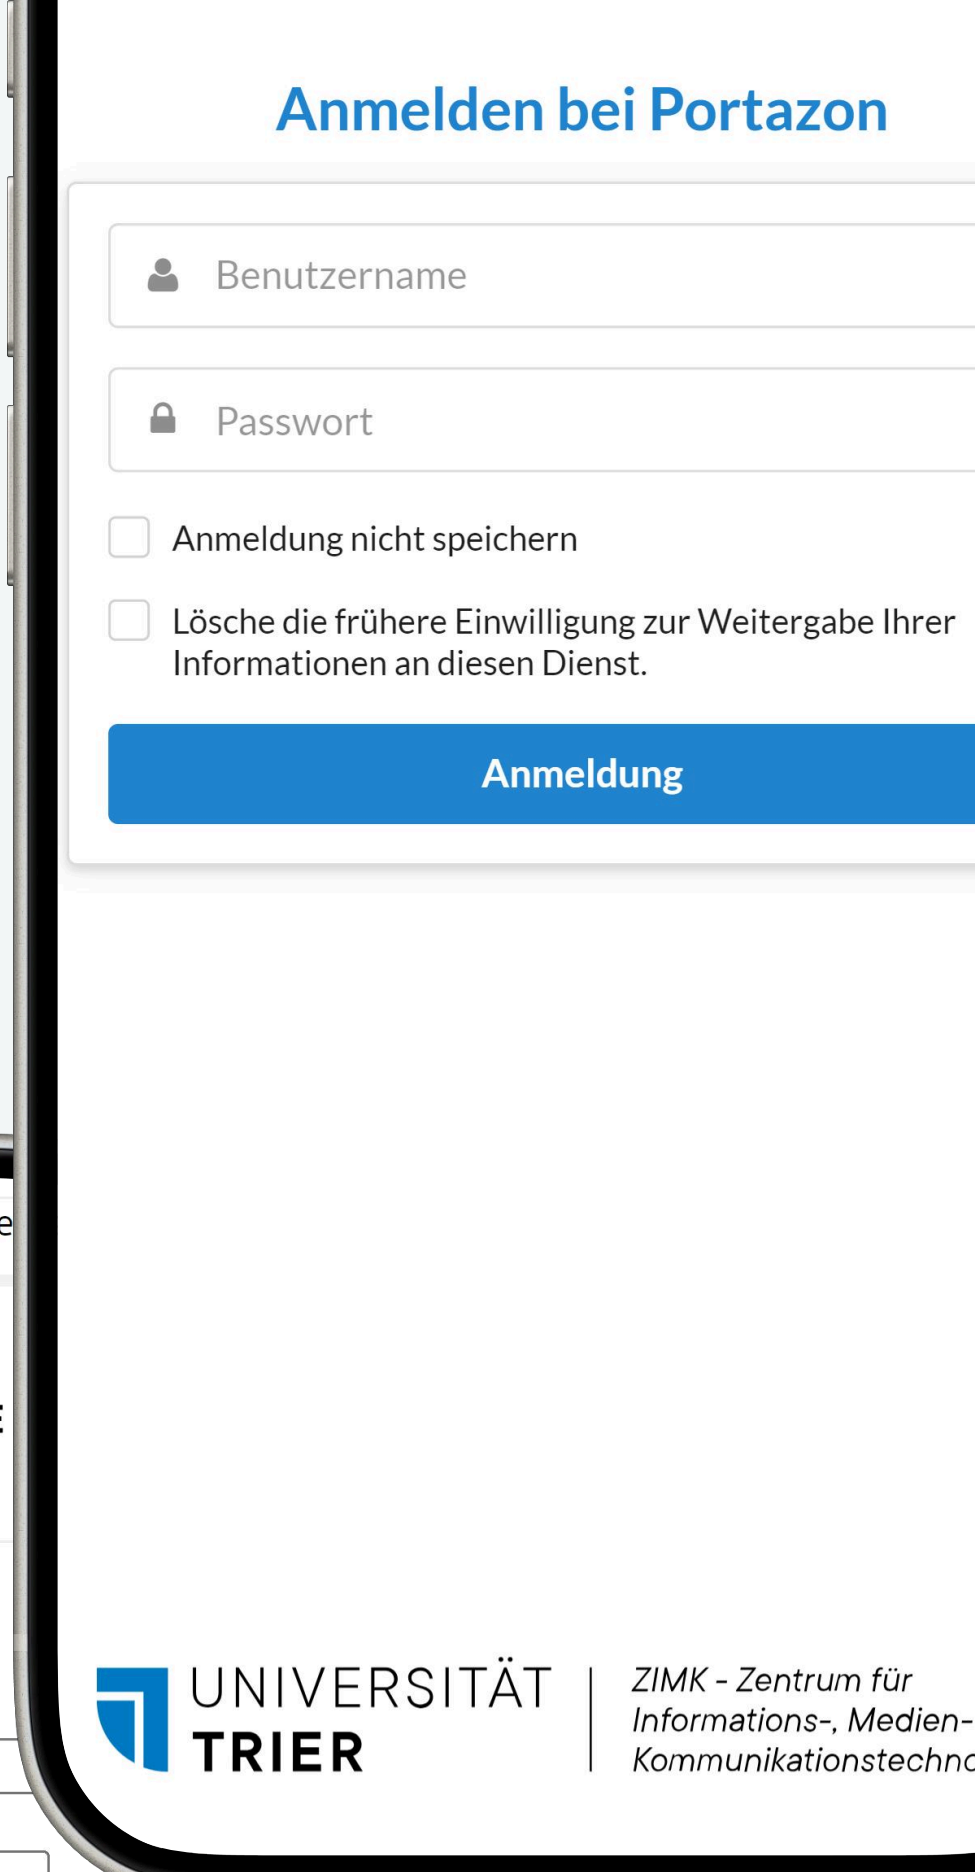 Anmelden bei Portazon
Benutzername
Passwort
Anmeldung nicht speichern
Lösche die frühere Einwilligung zur Weitergabe Ihrer
Informationen an diesen Dienst.
Anmeldung
UNIVERSITÄT
TRIER
ZIMK - Zentrum für
Informations-, Medien-